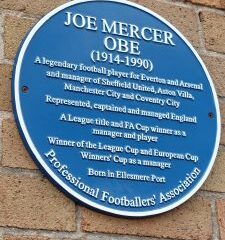 JOE MERCER
OBE
(1914-1990)
A legendary football player for Everton and Arsenal
and manager of Sheffield United, Aston Villa,
Manchester City and Coventry City
Represented, captained and managed England
A League title and FA Cup winner as a
manager and player
Winner of the League Cup and European Cup
Winners' Cup as a manager
Born in Ellesmere Port
Professional Footballers' Association